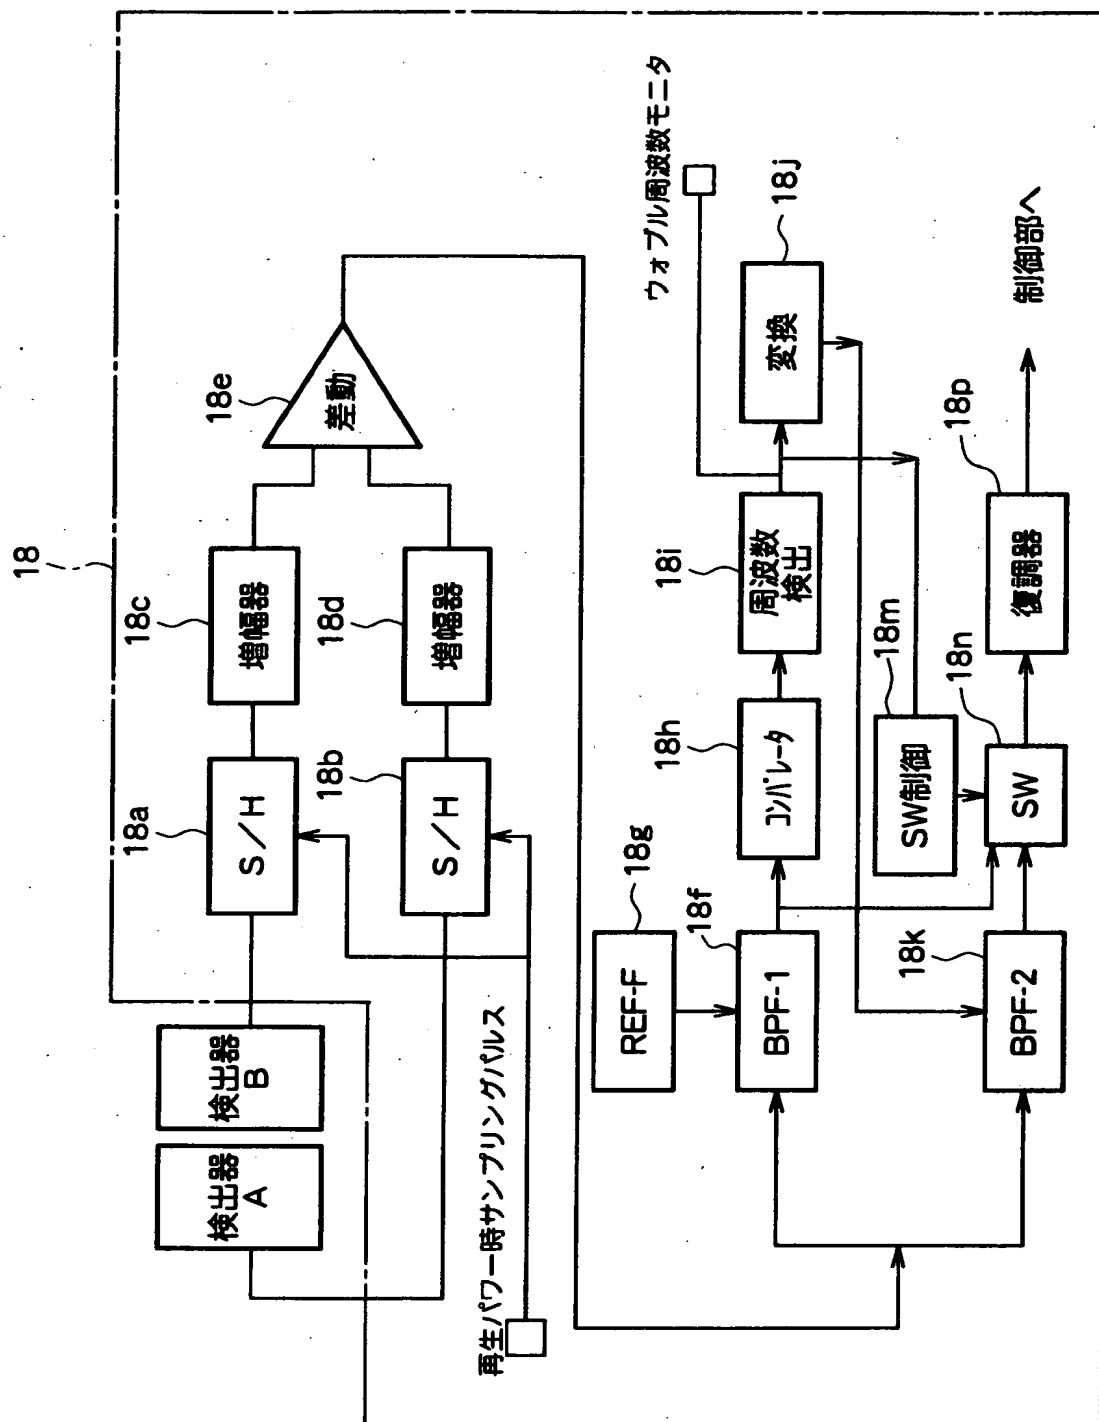 18
検出器
A
検出器
B
18a
S/H
18c
増幅器
18b
S/H
18d
増幅器
18e
差動
再生パワー時サンプリングパルス
REF-F
18g
BPF-1
18f
コンパレータ
18h
周波数
検出
18i
ウォブル周波数モニタ
変換
18j
BPF-2
18k
SW制御
18m
SW
18n
復調器
18p
制御部へ